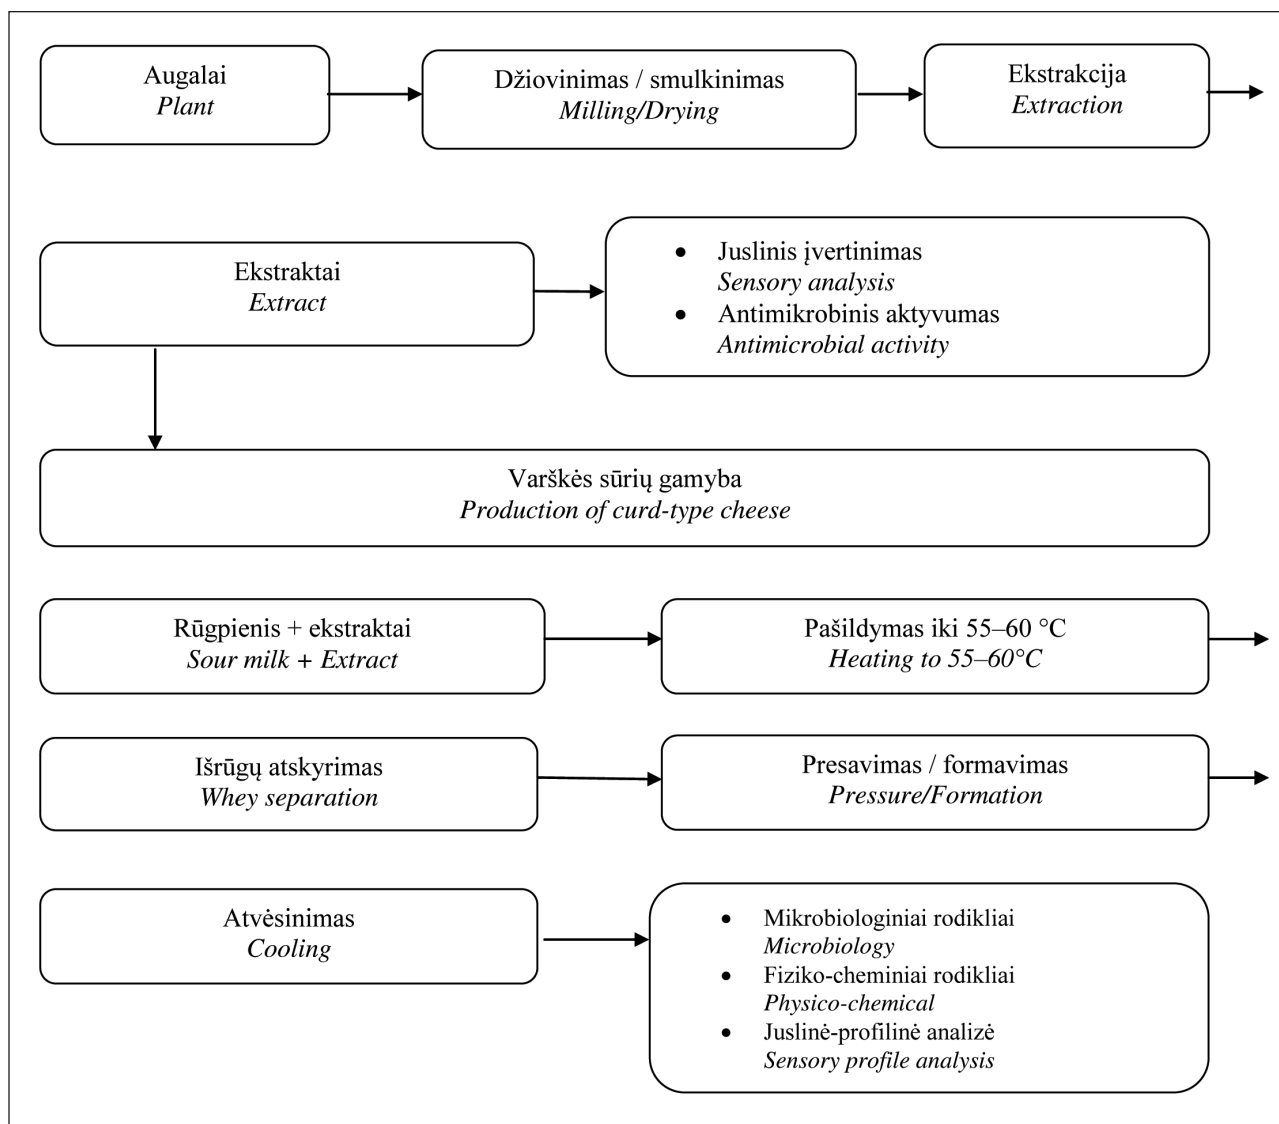 Augalai
Plant
Džiovinimas / smulkinimas
Milling/Drying
Ekstrakcija
Extraction
Ekstraktai
Extract
• Juslinis įvertinimas
Sensory analysis
• Antimikrobinis aktyvumas
Antimicrobial activity
Varškės sūrių gamyba
Production of curd-type cheese
Rūgpienis + ekstraktai
Sour milk + Extract
Pašildymas iki 55–60 °C
Heating to 55–60°C
Išrūgų atskyrimas
Whey separation
Presavimas / formavimas
Pressure/Formation
Atvėsinimas
Cooling
• Mikrobiologiniai rodikliai
Microbiology
• Fiziko-cheminiai rodikliai
Physico-chemical
• Juslinė-profilinė analizė
Sensory profile analysis